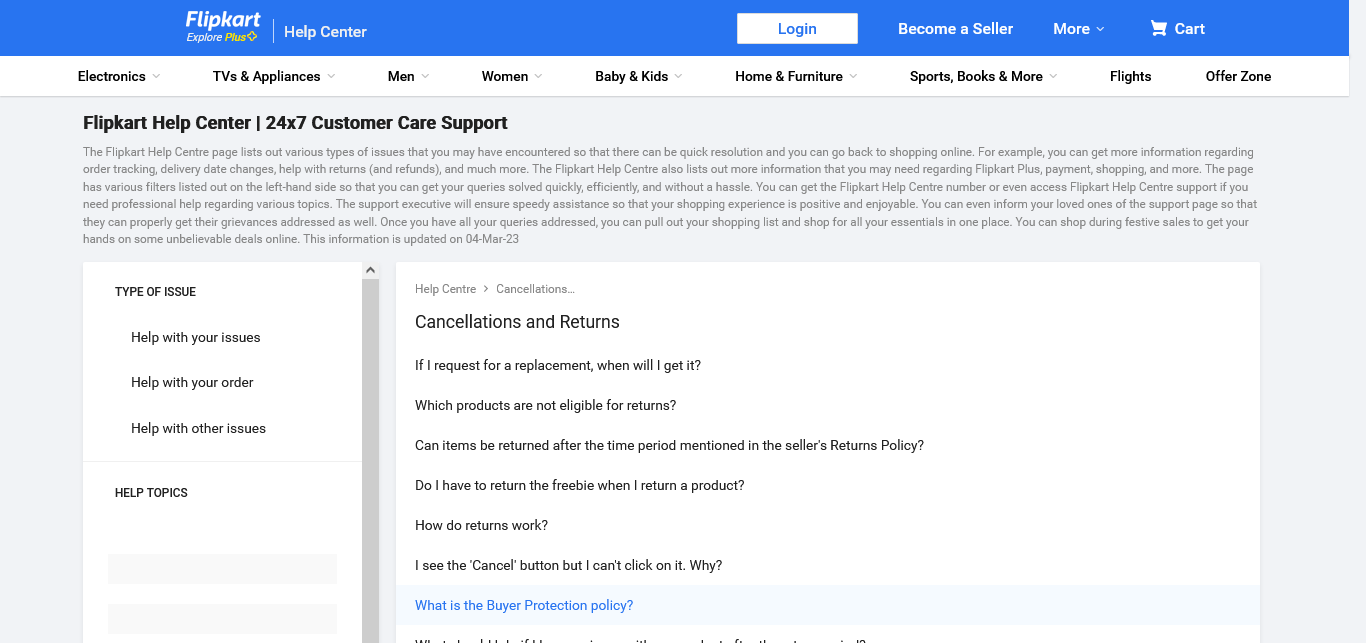 Flipkart
Explore Plus
Help Center
Login
Become a Seller
More
Cart
Electronics
TVs & Appliances
Men
Women
Baby & Kids
Home & Furniture
Sports, Books & More
Flights
Offer Zone
Flipkart Help Center | 24x7 Customer Care Support
The Flipkart Help Centre page lists out various types of issues that you may have encountered so that there can be quick resolution and you can go back to shopping online. For example, you can get more information regarding
order tracking, delivery date changes, help with returns (and refunds), and much more. The Flipkart Help Centre also lists out more information that you may need regarding Flipkart Plus, payment, shopping, and more. The page
has various filters listed out on the left-hand side so that you can get your queries solved quickly, efficiently, and without a hassle. You can get the Flipkart Help Centre number or even access Flipkart Help Centre support if you
need professional help regarding various topics. The support executive will ensure speedy assistance so that your shopping experience is positive and enjoyable. You can even inform your loved ones of the support page so that
they can properly get their grievances addressed as well. Once you have all your queries addressed, you can pull out your shopping list and shop for all your essentials in one place. You can shop during festive sales to get your
hands on some unbelievable deals online. This information is updated on 04-Mar-23
TYPE OF ISSUE
Help with your issues
Help with your order
Help with other issues
HELP TOPICS
Help Centre > Cancellations...
Cancellations and Returns
If I request for a replacement, when will I get it?
Which products are not eligible for returns?
Can items be returned after the time period mentioned in the seller's Returns Policy?
Do I have to return the freebie when I return a product?
How do returns work?
I see the 'Cancel' button but I can't click on it. Why?
What is the Buyer Protection policy?